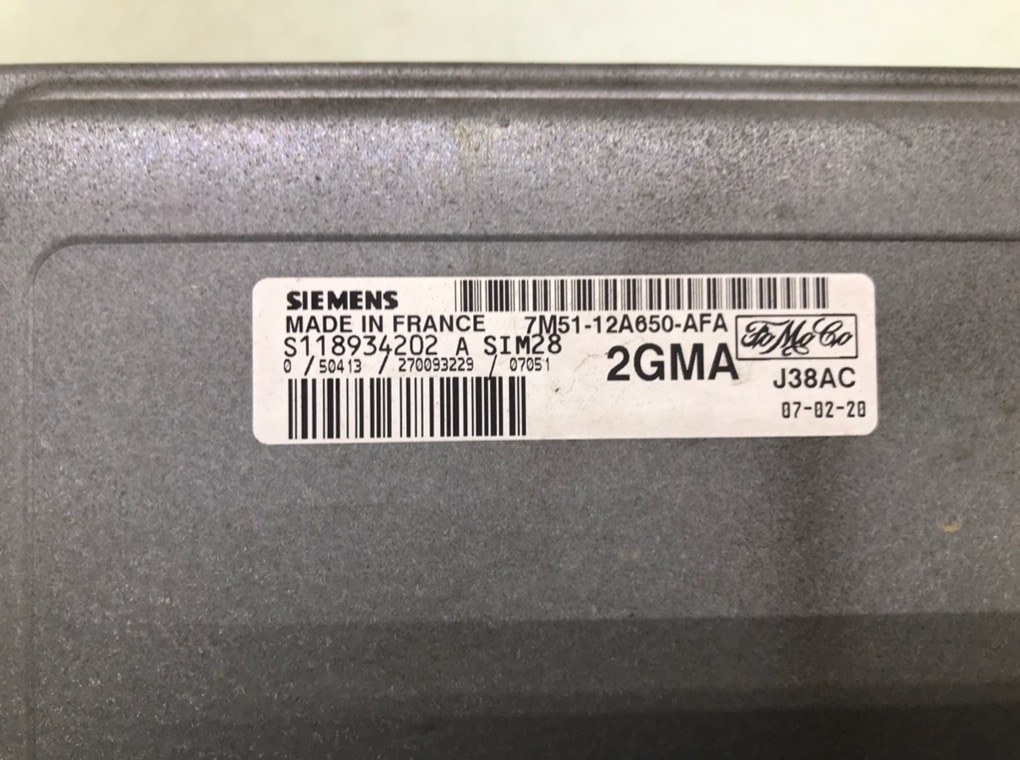 SIEMENS
MADE IN FRANCE 7M51-12A650-AFA
S118934202 A SIM28
0 / 50413 / 270093229 / 07051
2GMA
FoMoCo
J38AC
07-02-20